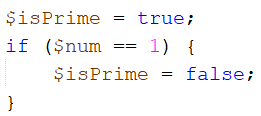 $isPrime = true;
if ($num == 1) {
    $isPrime = false;
}